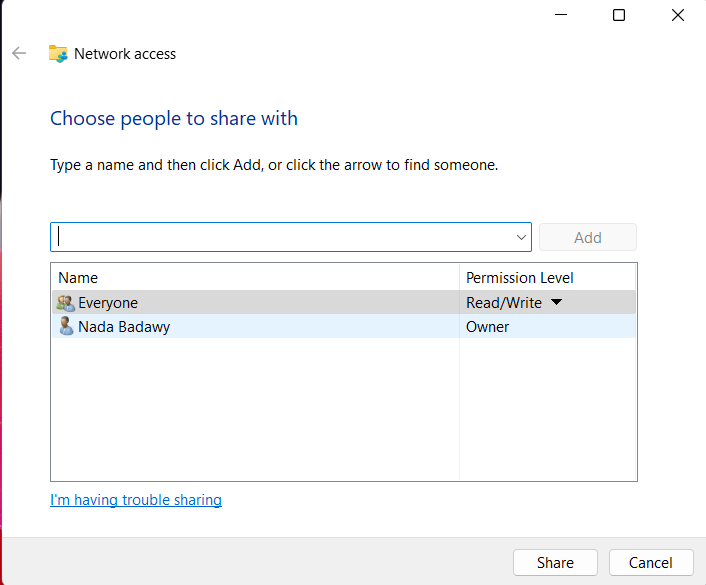 Network access
Choose people to share with
Type a name and then click Add, or click the arrow to find someone.
Add
Name Permission Level
Everyone Read/Write
Nada Badawy Owner
I'm having trouble sharing
Share Cancel